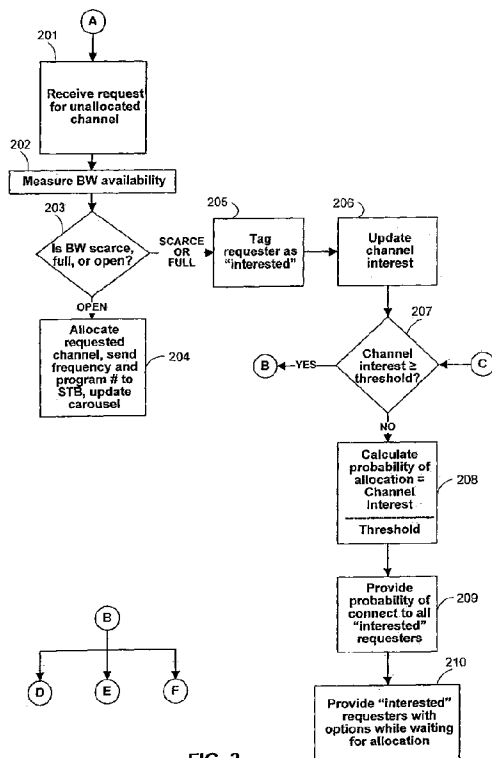 A
201
Receive request
for unallocated
channel
202
Measure BW availability
203
Is BW scarce,
full, or open?
SCARCE
OR
FULL
OPEN
Allocate
requested
channel, send
frequency and
program # to
STB, update
carousel
204
205
Tag
requester as
"interested"
206
Update
channel
interest
207
Channel
interest ≥
threshold?
YES
B
C
NO
Calculate
probability of
allocation =
Channel
Interest
Threshold
208
Provide
probability of
connect to all
"interested"
requesters
209
210
Provide "interested"
requesters with
options while waiting
for allocation
B
D
E
F